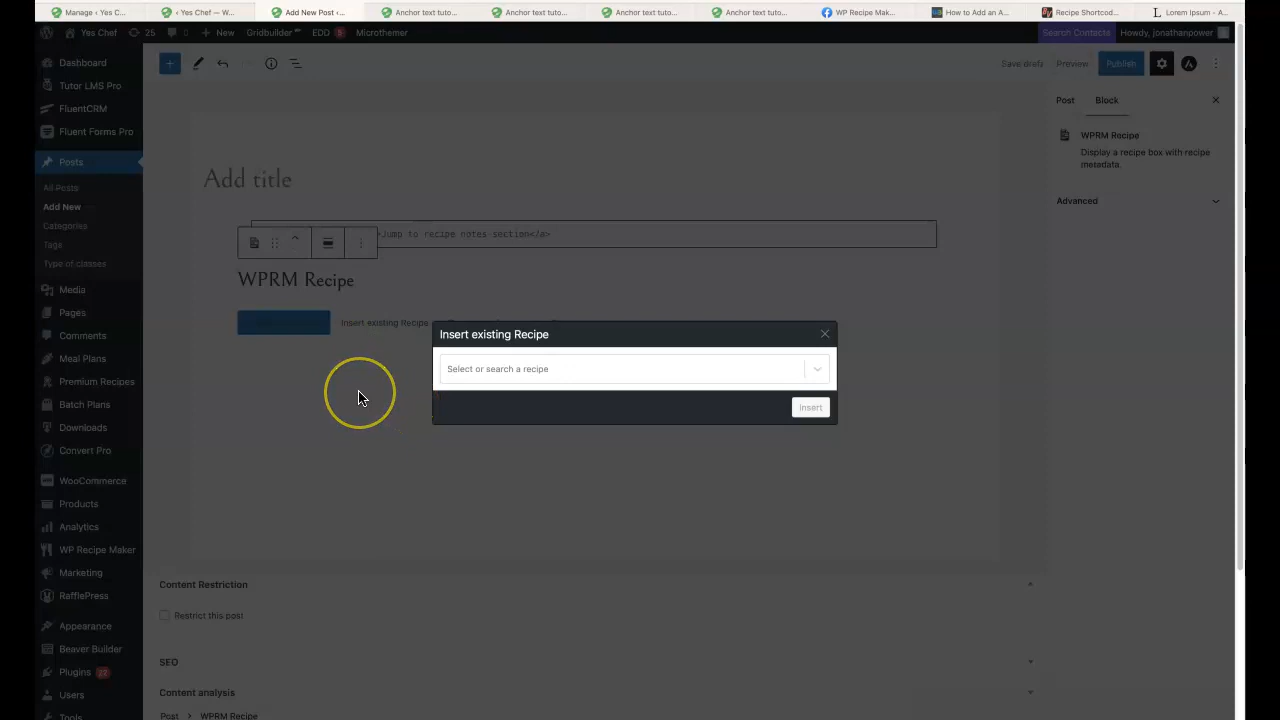 Manage ‹ Yes C...
‹ Yes Chef — W...
Add New Post ‹...
Anchor text tuto...
Anchor text tuto...
Anchor text tuto...
Anchor text tuto...
WP Recipe Mak...
How to Add an A...
Recipe Shortcod...
Lorem Ipsum - A...
Yes Chef
25
0
New
Gridbuilder
EDD
Microthemer
Search Contacts
Howdy, jonathanpower
Dashboard
Tutor LMS Pro
FluentCRM
Fluent Forms Pro
Posts
All Posts
Add New
Categories
Tags
Type of classes
Media
Pages
Comments
Meal Plans
Premium Recipes
Batch Plans
Downloads
Convert Pro
WooCommerce
Products
Analytics
WP Recipe Maker
Marketing
RafflePress
Appearance
Beaver Builder
Plugins 22
Users
Tools
Save draft
Preview
Publish
Post
Block
WPRM Recipe
Display a recipe box with recipe
metadata.
Advanced
Add title
>Jump to recipe notes-section</a>
WPRM Recipe
Insert existing Recipe
Insert existing Recipe
Select or search a recipe
Insert
Content Restriction
Restrict this post
SEO
Content analysis
Post
WPRM Recipe